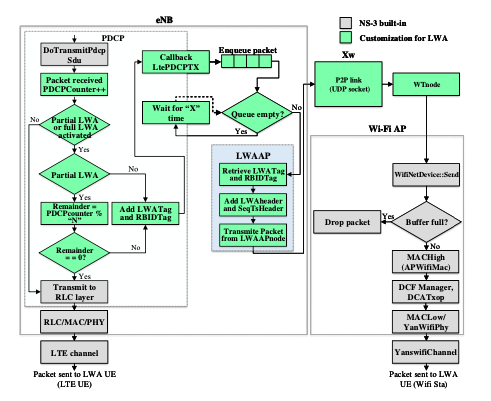 eNB
NS-3 built-in
Customization for LWA
PDCP
DoTransmitPdcp
Sdu
Packet received
PDCPCounter++
No
Partial LWA
or full LWA
activated
Yes
Partial LWA
No
Yes
Remainder =
PDCPcounter %
"N"
Add LWATag
and RBIDTag
Remainder
= = 0?
No
Yes
Transmit to
RLC layer
RLC/MAC/PHY
LTE channel
Packet sent to LWA UE
(LTE UE)
Callback
LtePDCPTX
Enqueue packet
Wait for "X"
time
Queue empty?
No
Yes
LWAAP
Retrieve LWATag
and RBIDTag
Add LWAheader
and SeqTsHeader
Transmite Packet
from LWAAPnode
Xw
P2P link
(UDP socket)
WTnode
Wi-Fi AP
WifiNetDevice::Send
Drop packet
Yes
Buffer full?
No
MACHigh
(APWifiMac)
DCF Manager,
DCATxop
MACLow/
YanWifiPhy
YanswifiChannel
Packet sent to LWA
UE (Wifi Sta)